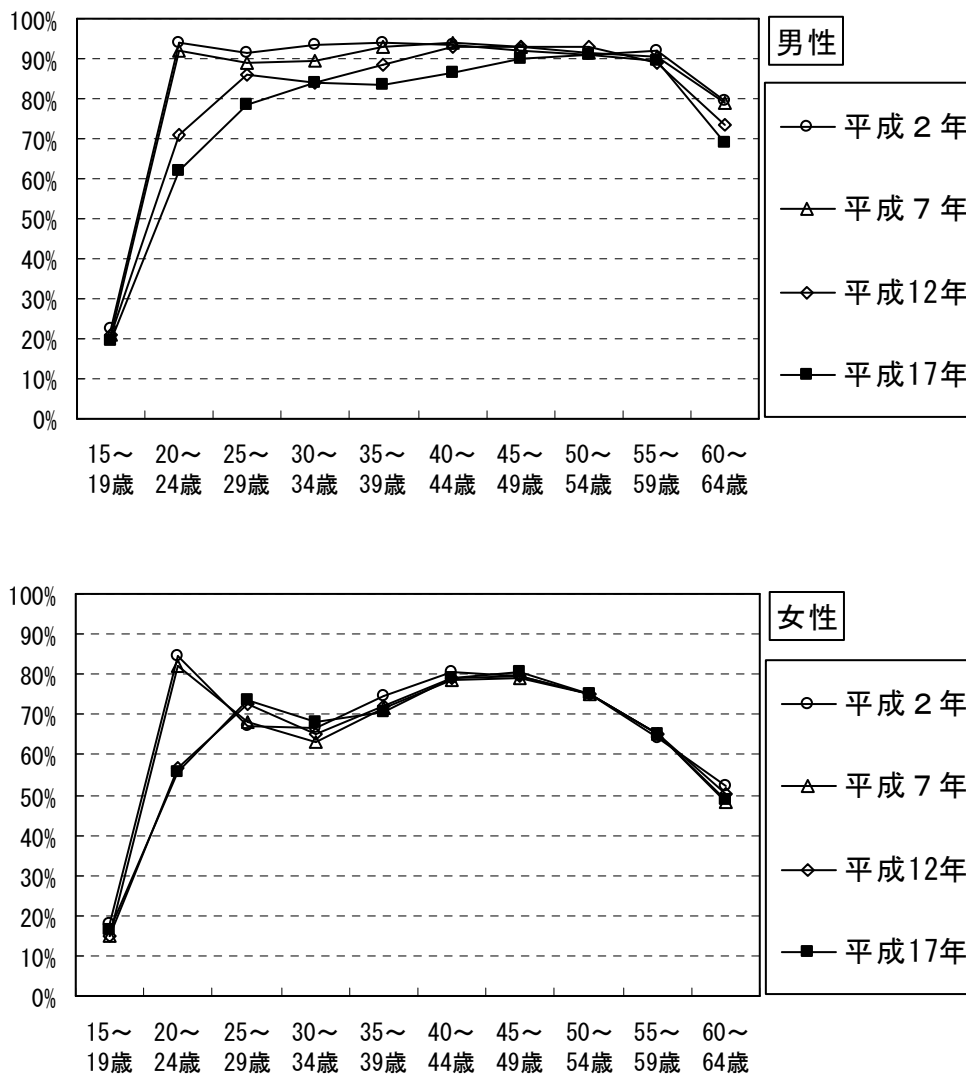 100%
90%
80%
70%
60%
50%
40%
30%
20%
10%
0%
15～ 20～ 25～ 30～ 35～ 40～ 45～ 50～ 55～ 60～
19歳 24歳 29歳 34歳 39歳 44歳 49歳 54歳 59歳 64歳
男性
平成２年
平成７年
平成12年
平成17年
100%
90%
80%
70%
60%
50%
40%
30%
20%
10%
0%
15～ 20～ 25～ 30～ 35～ 40～ 45～ 50～ 55～ 60～
19歳 24歳 29歳 34歳 39歳 44歳 49歳 54歳 59歳 64歳
女性
平成２年
平成７年
平成12年
平成17年